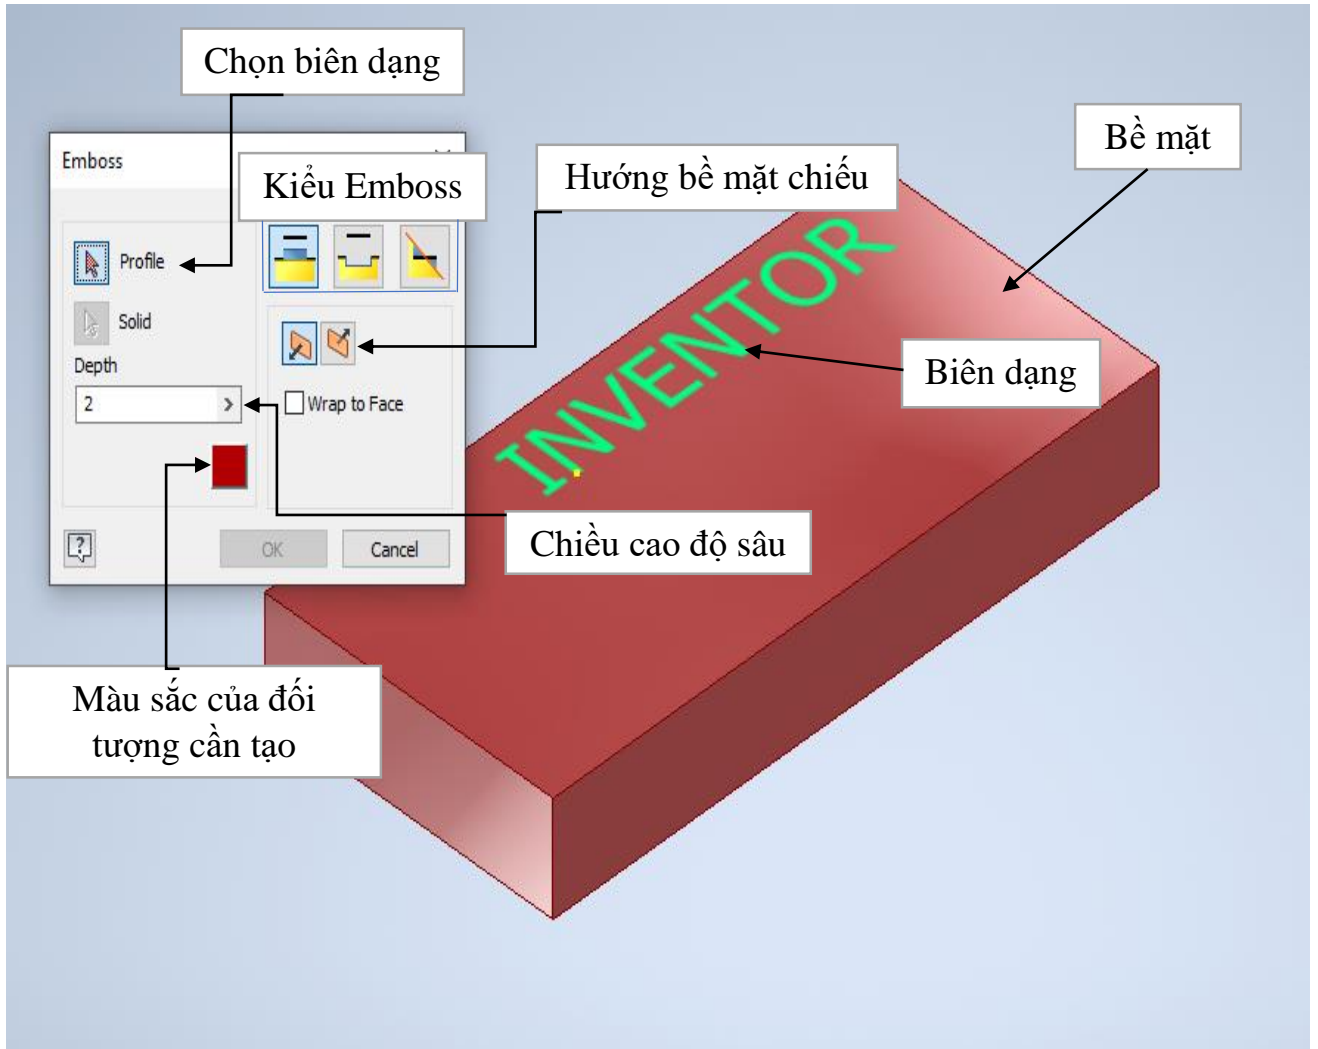 Chọn biên dạng
Bề mặt
Emboss
Kiểu Emboss
Hướng bề mặt chiếu
Profile
INVENTOR
Solid
Depth
Biên dạng
2
Wrap to Face
Chiều cao độ sâu
?
OK
Cancel
Màu sắc của đối
tượng cần tạo